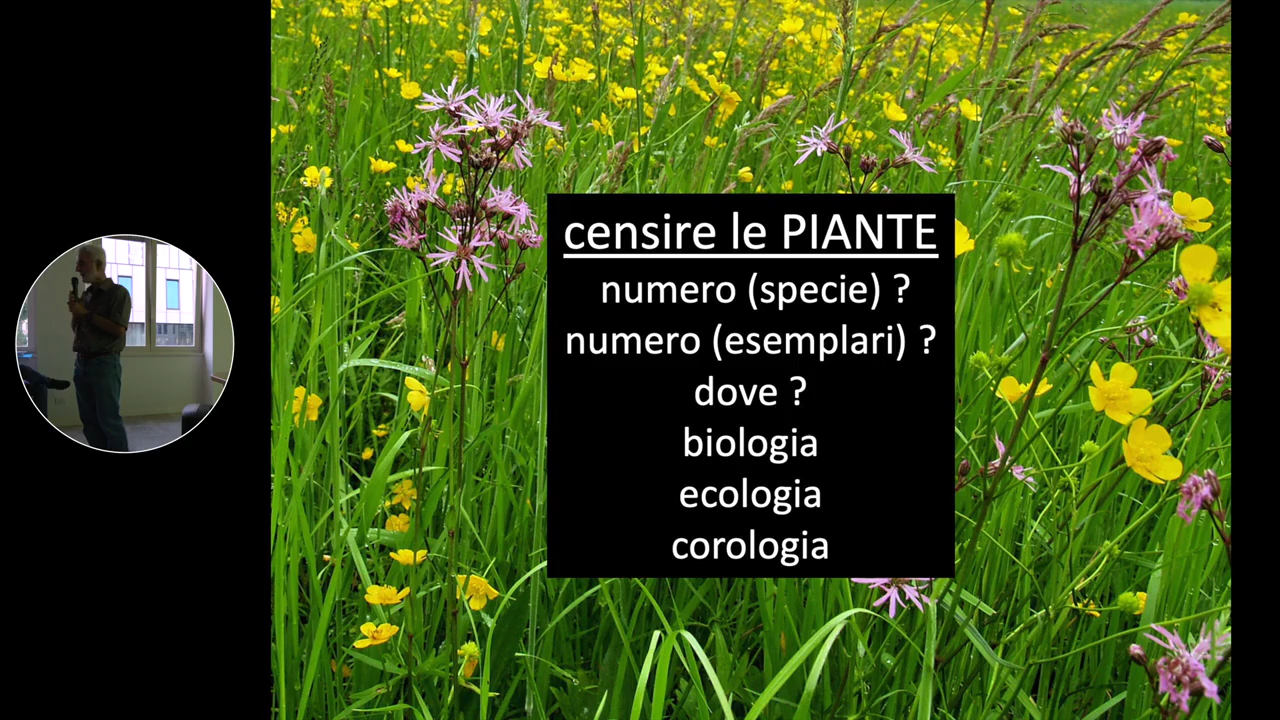 censire le PIANTE
numero (specie) ?
numero (esemplari) ?
dove ?
biologia
ecologia
corologia